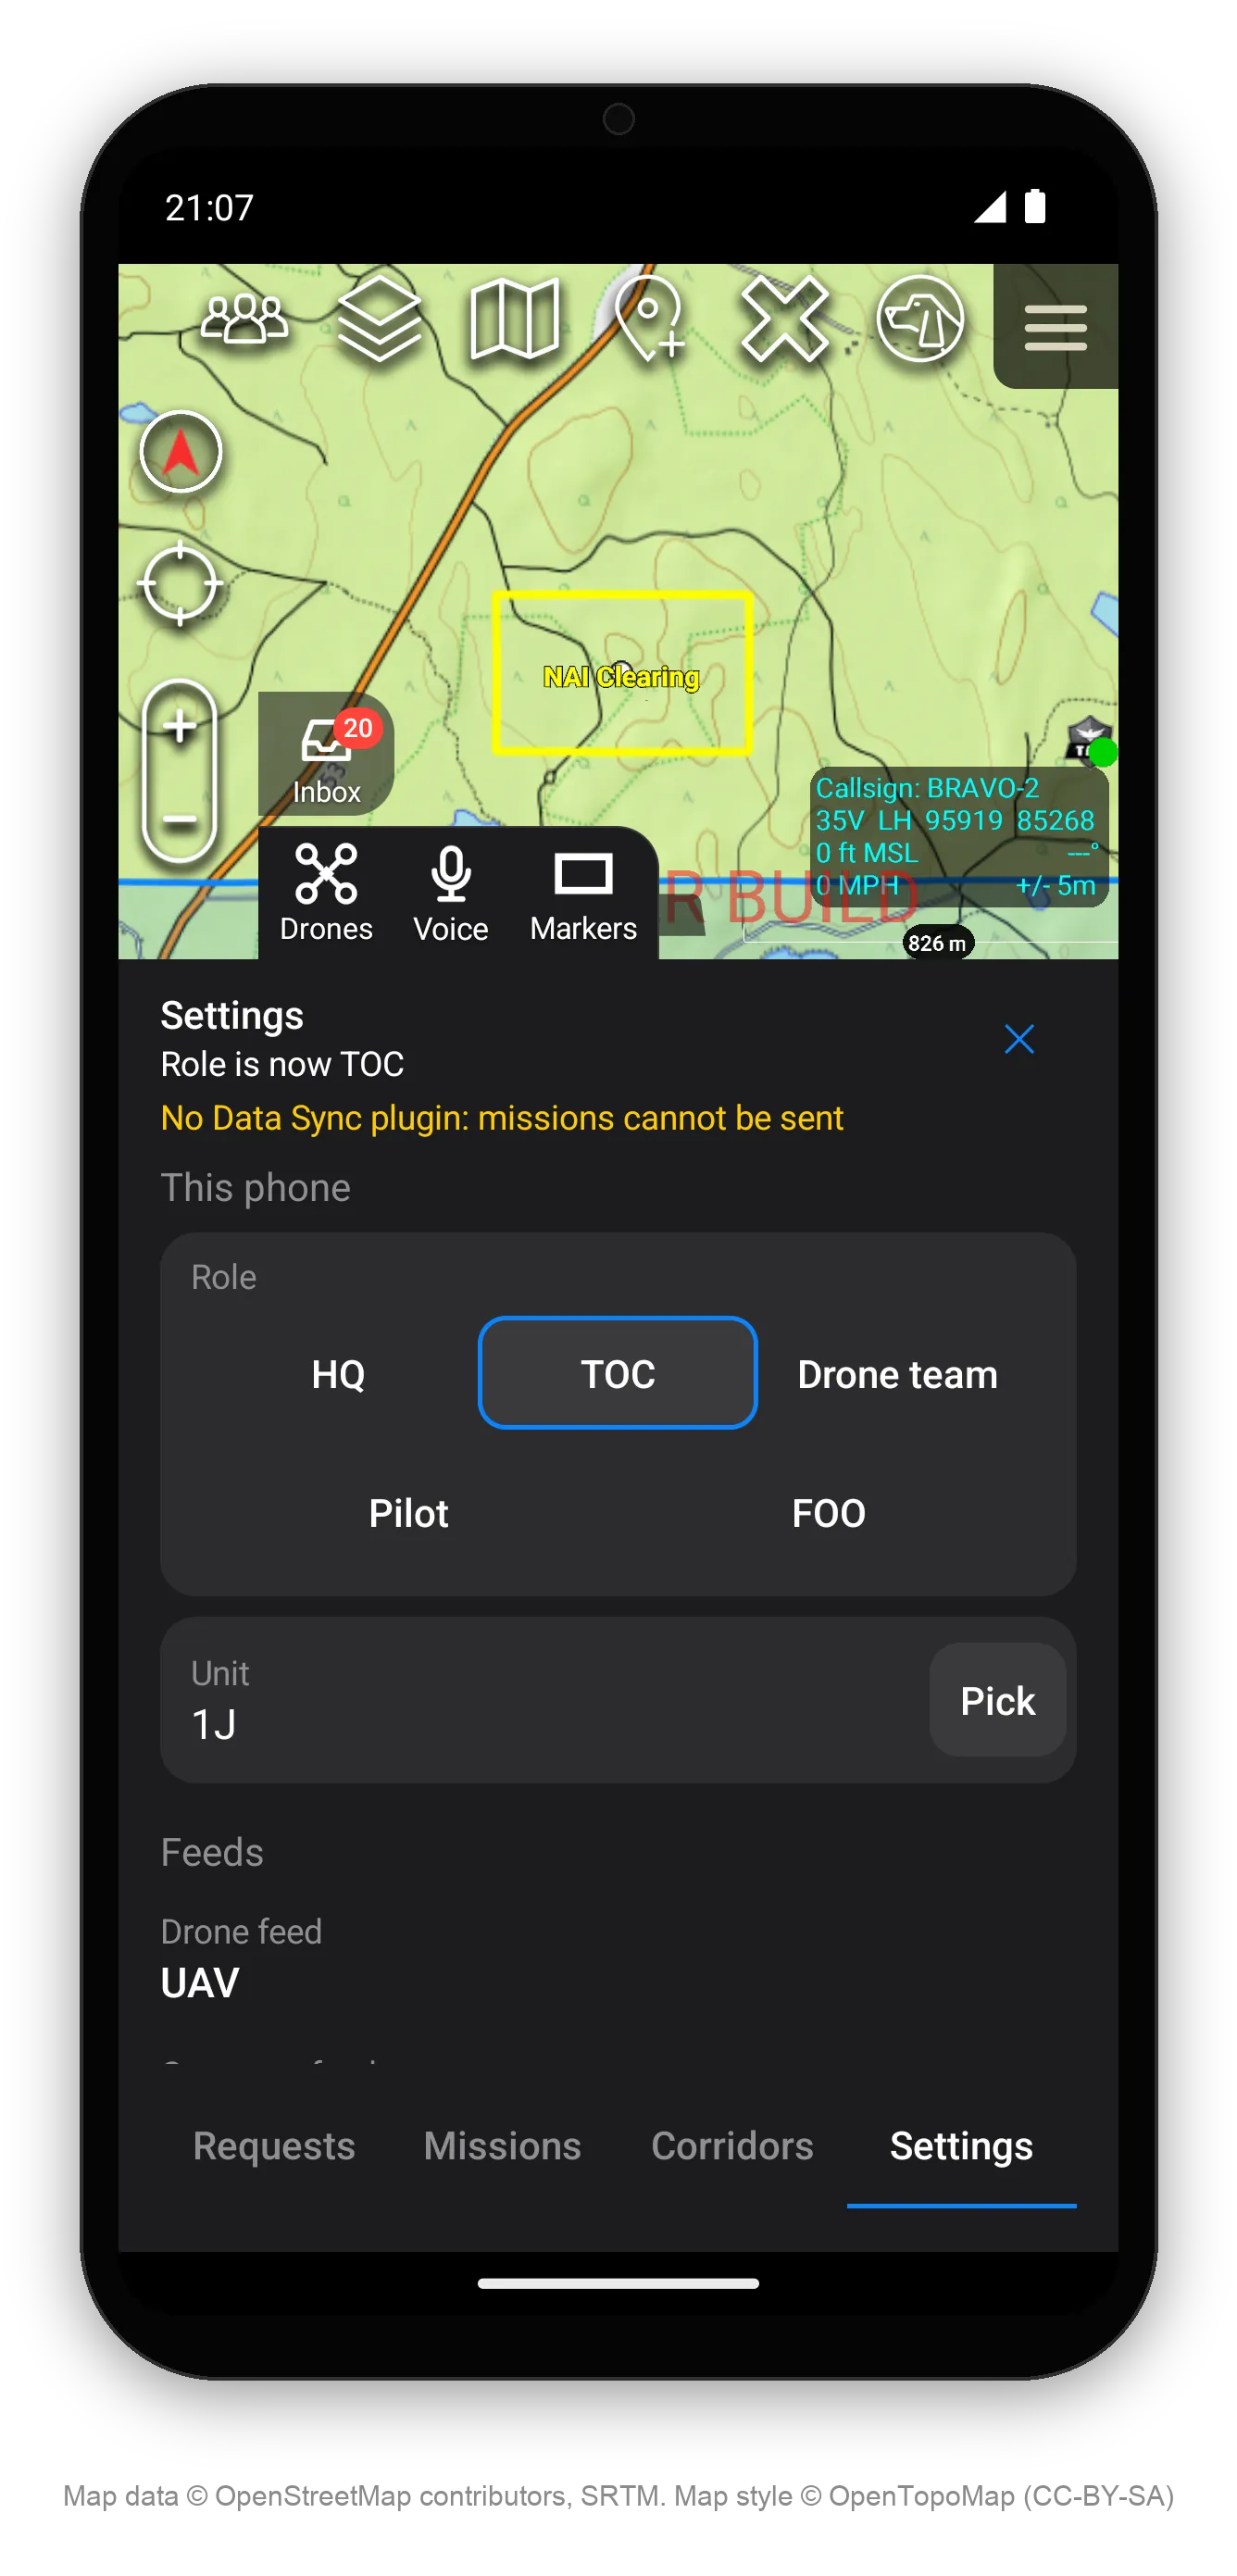 21:07
NAI Clearing
20
Inbox
Callsign: BRAVO-2
35V LH 95919 85268
0 ft MSL ---°
0 MPH +/- 5m
R BUILD
826 m
Drones Voice Markers
Settings
Role is now TOC
No Data Sync plugin: missions cannot be sent
This phone
Role
HQ TOC Drone team
Pilot FOO
Unit
1J
Pick
Feeds
Drone feed
UAV
Requests Missions Corridors Settings
Map data © OpenStreetMap contributors, SRTM. Map style © OpenTopoMap (CC-BY-SA)